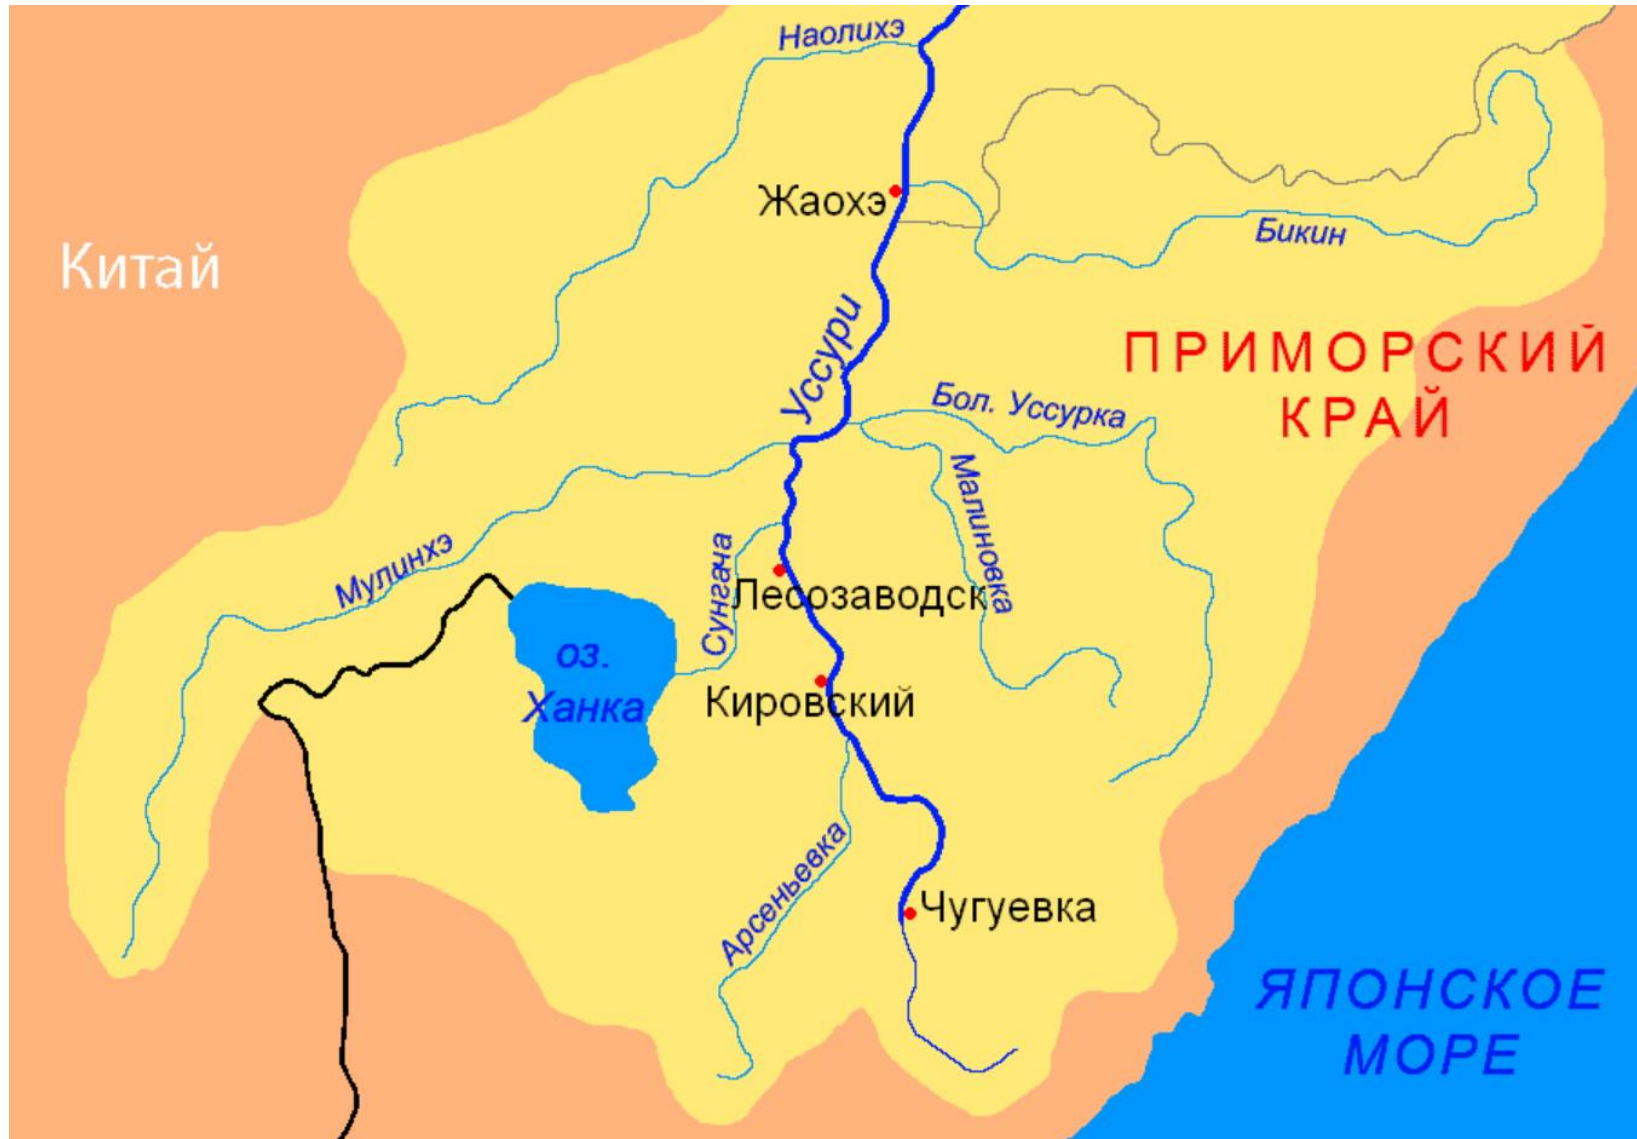 Наолихэ
Жаохэ
Бикин
Китай
Уссури
ПРИМОРСКИЙ
КРАЙ
Бол. Уссурка
Малиновка
Мулинхэ
Сунгача
Лесозаводск
оз.
Ханка
Кировский
Арсеньевка
Чугуевка
ЯПОНСКОЕ
МОРЕ